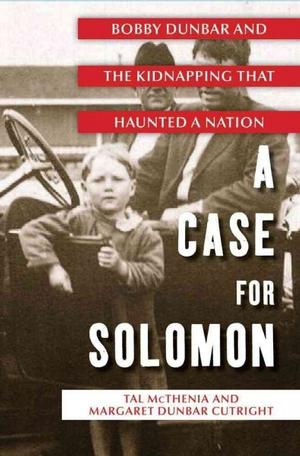 BOBBY DUNBAR AND
THE KIDNAPPING THAT
HAUNTED A NATION
A
CASE
FOR
SOLOMON
TAL McTHENIA AND
MARGARET DUNBAR CUTRIGHT